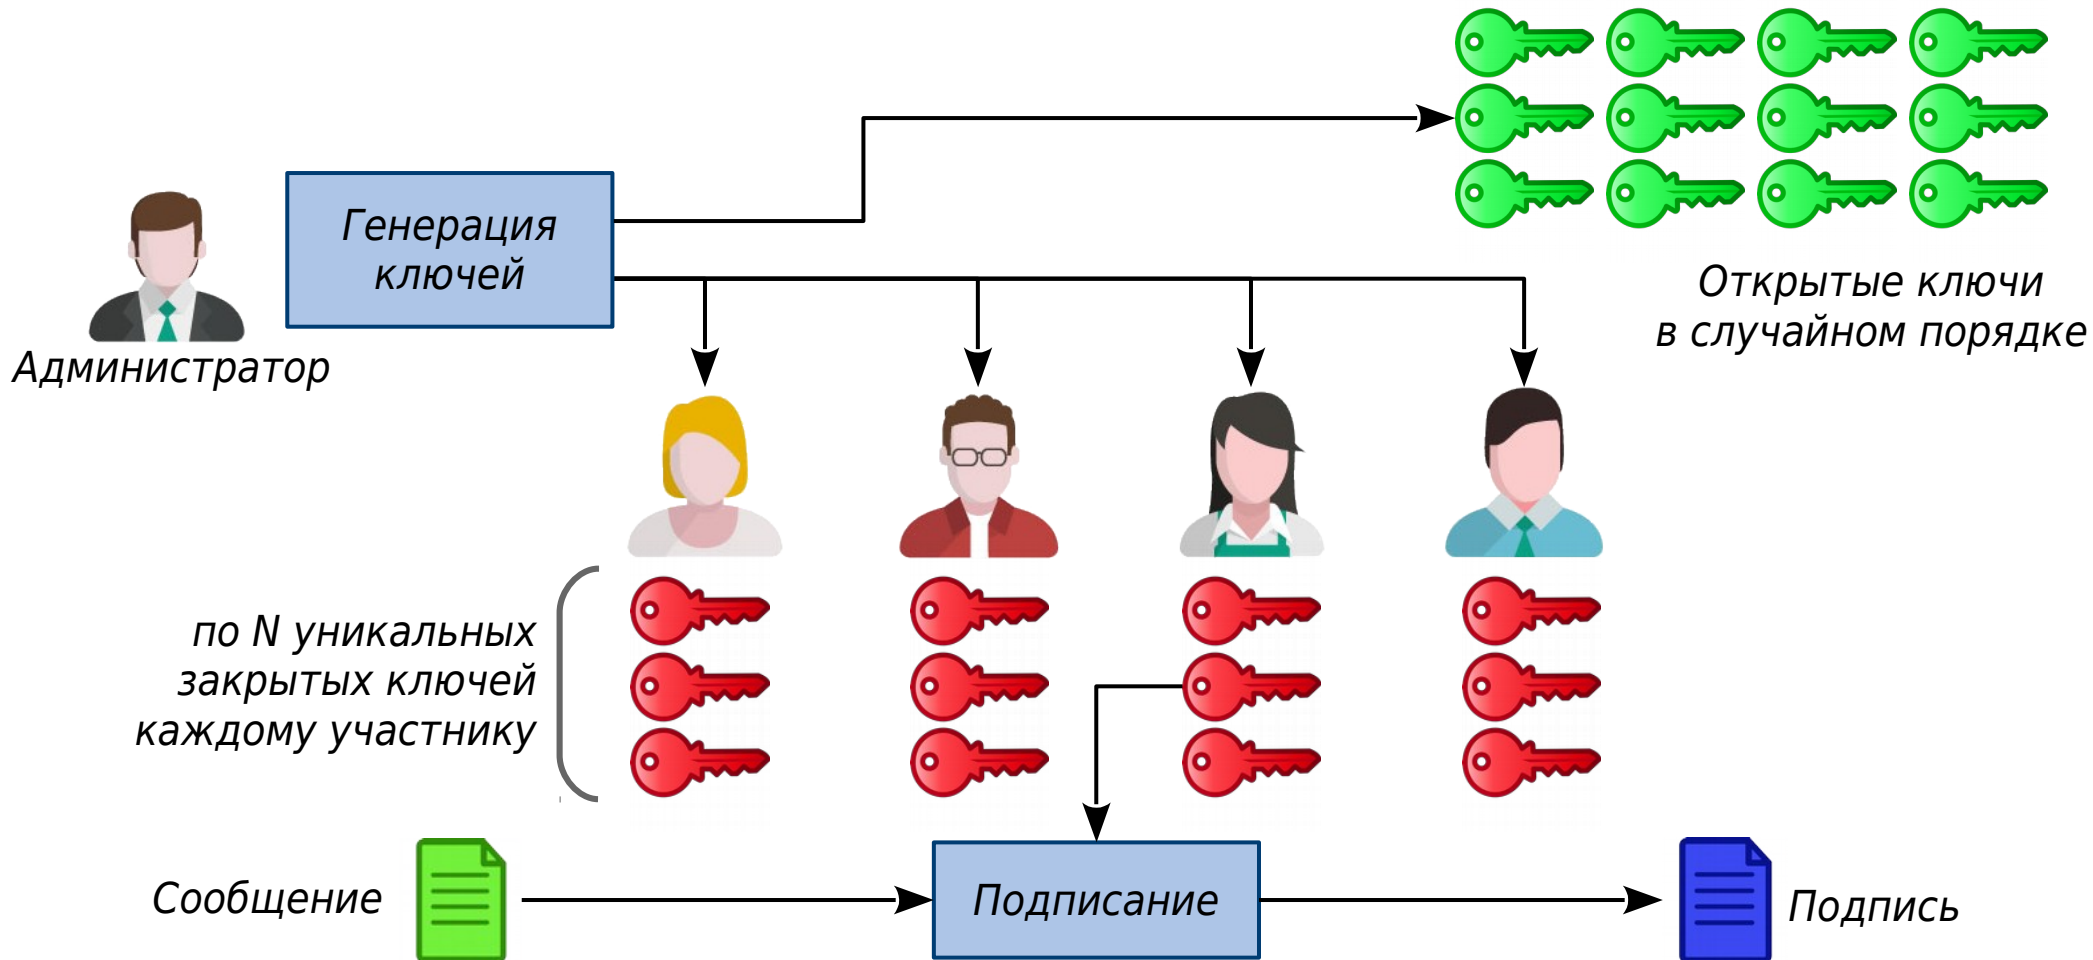 Генерация
ключей
Администратор
Открытые ключи
в случайном порядке
по N уникальных
закрытых ключей
каждому участнику
Сообщение
Подписание
Подпись